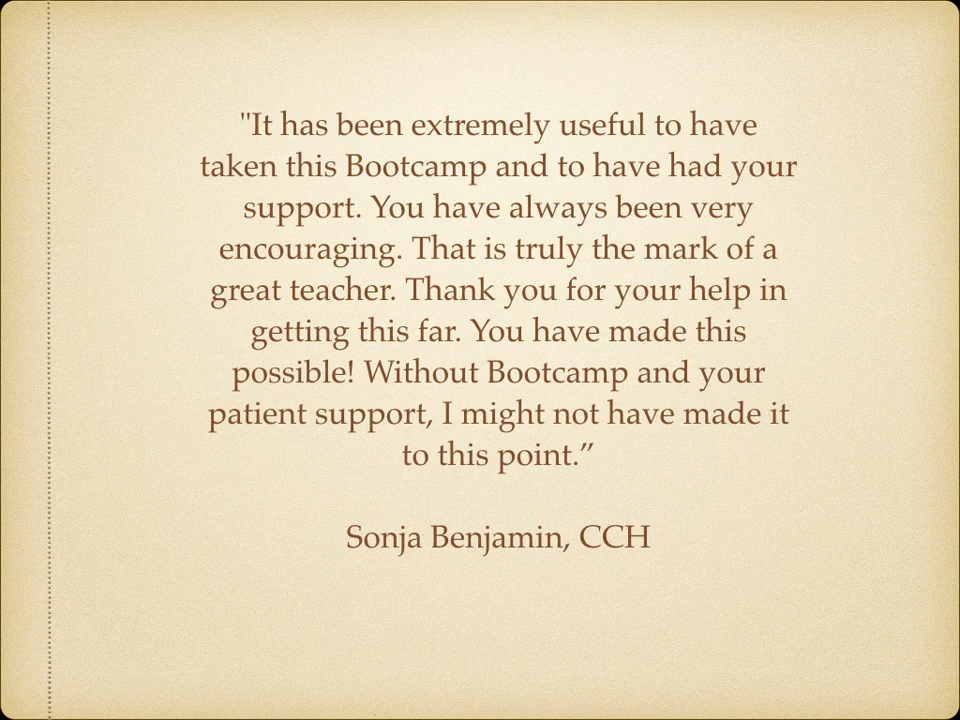 "It has been extremely useful to have
taken this Bootcamp and to have had your
support. You have always been very
encouraging. That is truly the mark of a
great teacher. Thank you for your help in
getting this far. You have made this
possible! Without Bootcamp and your
patient support, I might not have made it
to this point.”
Sonja Benjamin, CCH